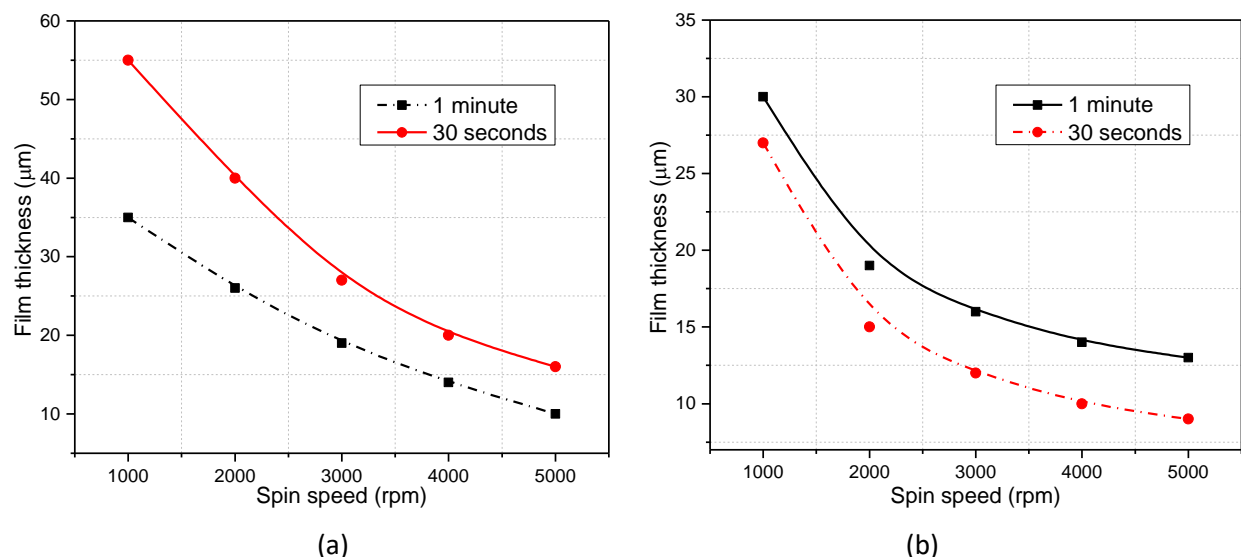 60
50
40
30
20
10
Film thickness (μm)
1 minute
30 seconds
1000 2000 3000 4000 5000
Spin speed (rpm)
(a)
35
30
25
20
15
10
Film thickness (μm)
1 minute
30 seconds
1000 2000 3000 4000 5000
Spin speed (rpm)
(b)